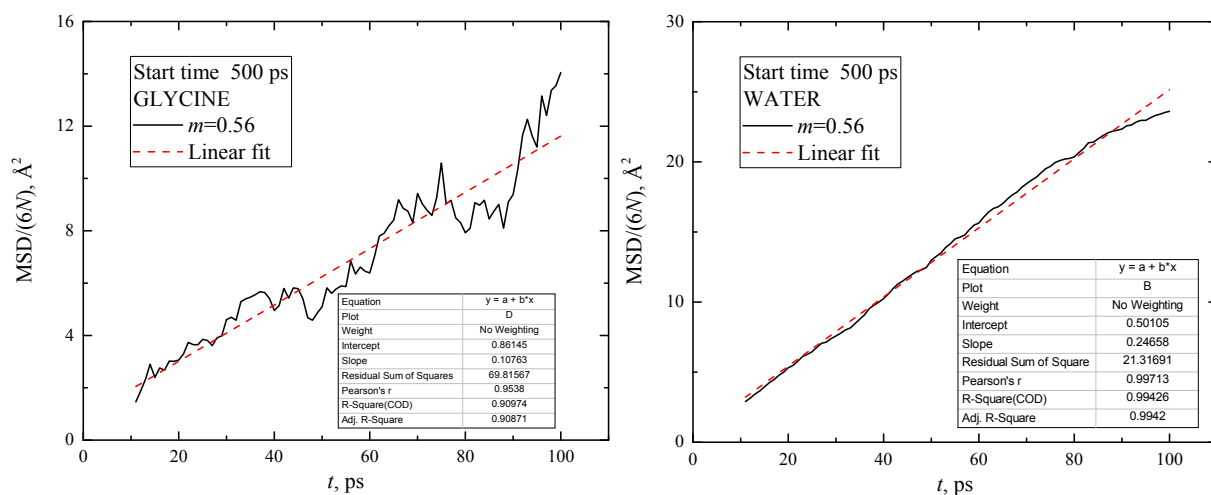 16
12
8
4
0
0
20
40
60
80
100
MSD/(6N), Å²
t, ps
Start time 500 ps
GLYCINE
m=0.56
Linear fit
Equation y = a + b*x
Plot D
Weight No Weighting
Intercept 0.86145
Slope 0.10763
Residual Sum of Squares 69.81567
Pearson's r 0.9538
R-Square(COD) 0.90974
Adj. R-Square 0.90871
30
20
10
0
0
20
40
60
80
100
MSD/(6N), Å²
t, ps
Start time 500 ps
WATER
m=0.56
Linear fit
Equation y = a + b*x
Plot B
Weight No Weighting
Intercept 0.50105
Slope 0.24658
Residual Sum of Square 21.31691
Pearson's r 0.99713
R-Square(COD) 0.99426
Adj. R-Square 0.9942